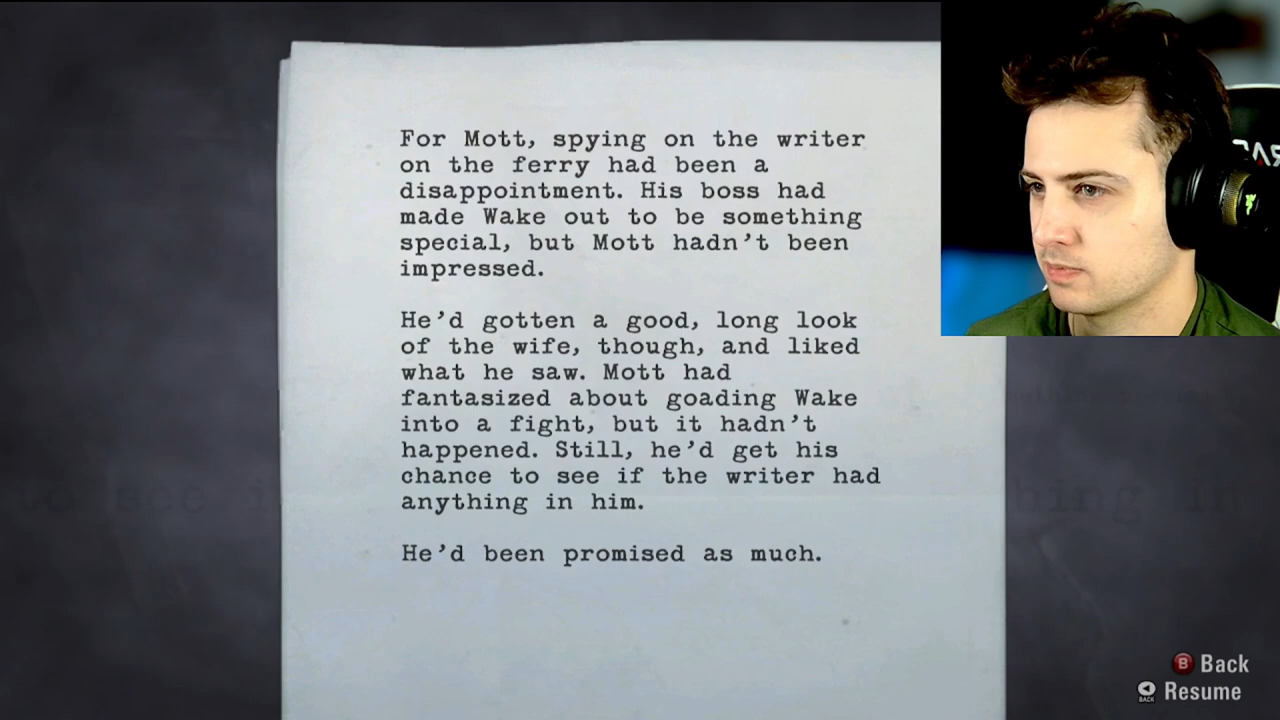 For Mott, spying on the writer
on the ferry had been a
disappointment. His boss had
made Wake out to be something
special, but Mott hadn't been
impressed.
He'd gotten a good, long look
of the wife, though, and liked
what he saw. Mott had
fantasized about goading Wake
into a fight, but it hadn't
happened. Still, he'd get his
chance to see if the writer had
anything in him.
He'd been promised as much.
B Back
BACK Resume